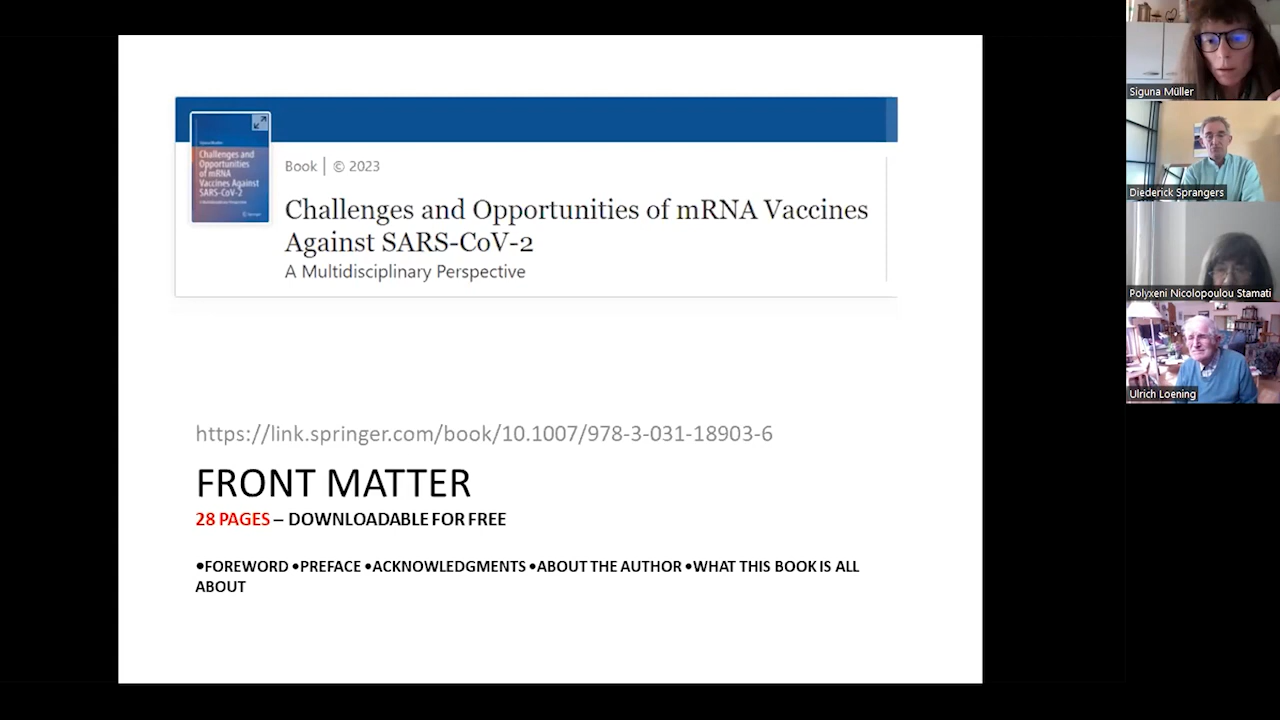 Challenges and
Opportunities
of mRNA
Vaccines Against
SARS-CoV-2
Book | © 2023
Challenges and Opportunities of mRNA Vaccines
Against SARS-CoV-2
A Multidisciplinary Perspective
https://link.springer.com/book/10.1007/978-3-031-18903-6
FRONT MATTER
28 PAGES – DOWNLOADABLE FOR FREE
•FOREWORD •PREFACE •ACKNOWLEDGMENTS •ABOUT THE AUTHOR •WHAT THIS BOOK IS ALL
ABOUT
Siguna Müller
Diederick Sprangers
Polyxeni Nicolopoulou Stamati
Ulrich Loening